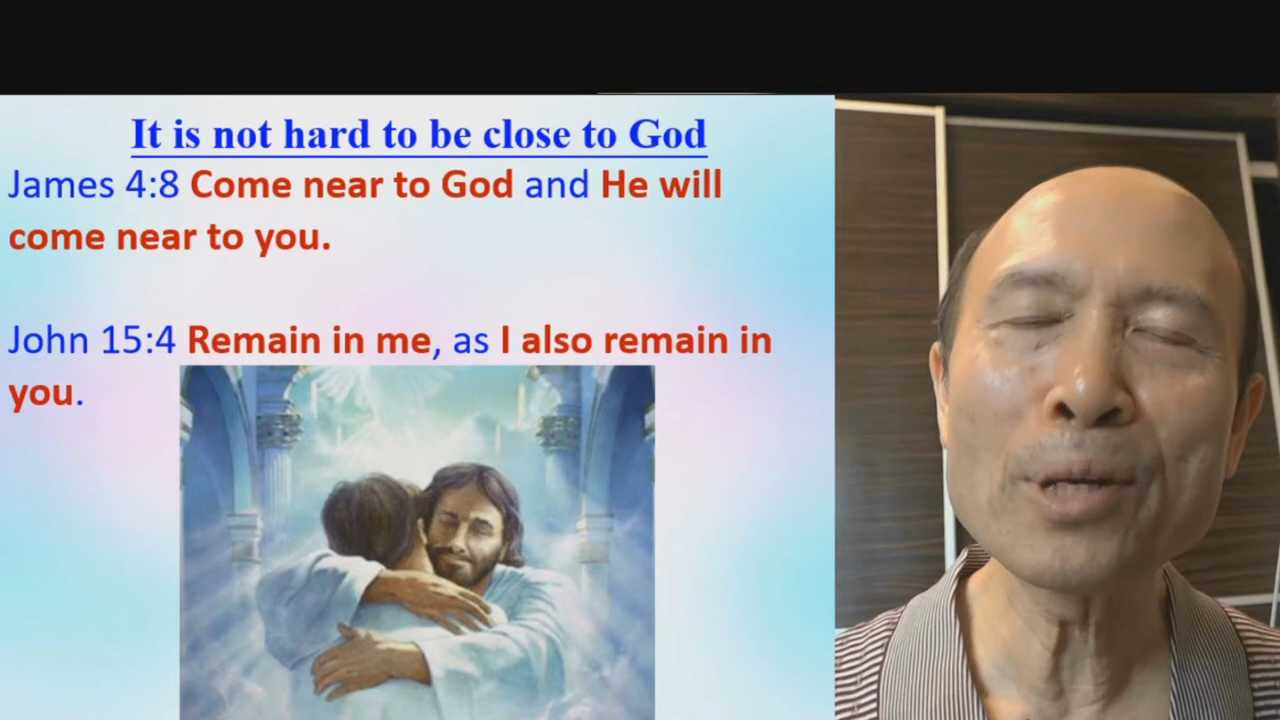 It is not hard to be close to God
James 4:8 Come near to God and He will
come near to you.
John 15:4 Remain in me, as I also remain in
you.